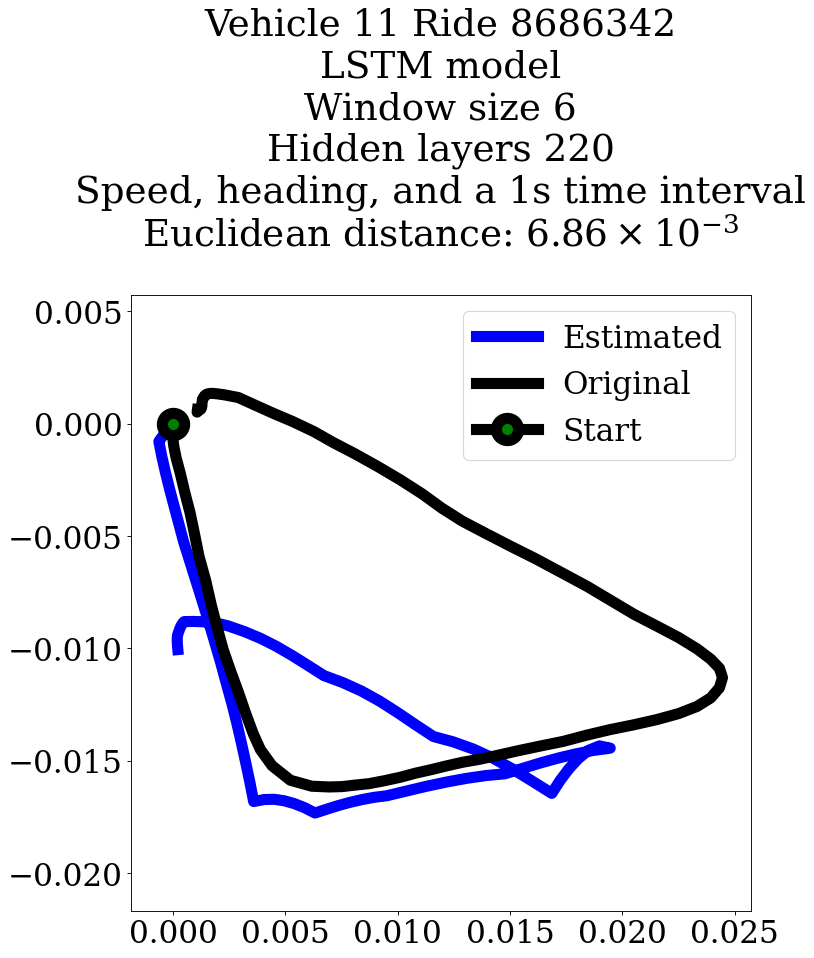 Vehicle 11 Ride 8686342
LSTM model
Window size 6
Hidden layers 220
Speed, heading, and a 1s time interval
Euclidean distance: 6.86 × 10⁻³
Estimated
Original
Start
0.005
0.000
−0.005
−0.010
−0.015
−0.020
0.000 0.005 0.010 0.015 0.020 0.025